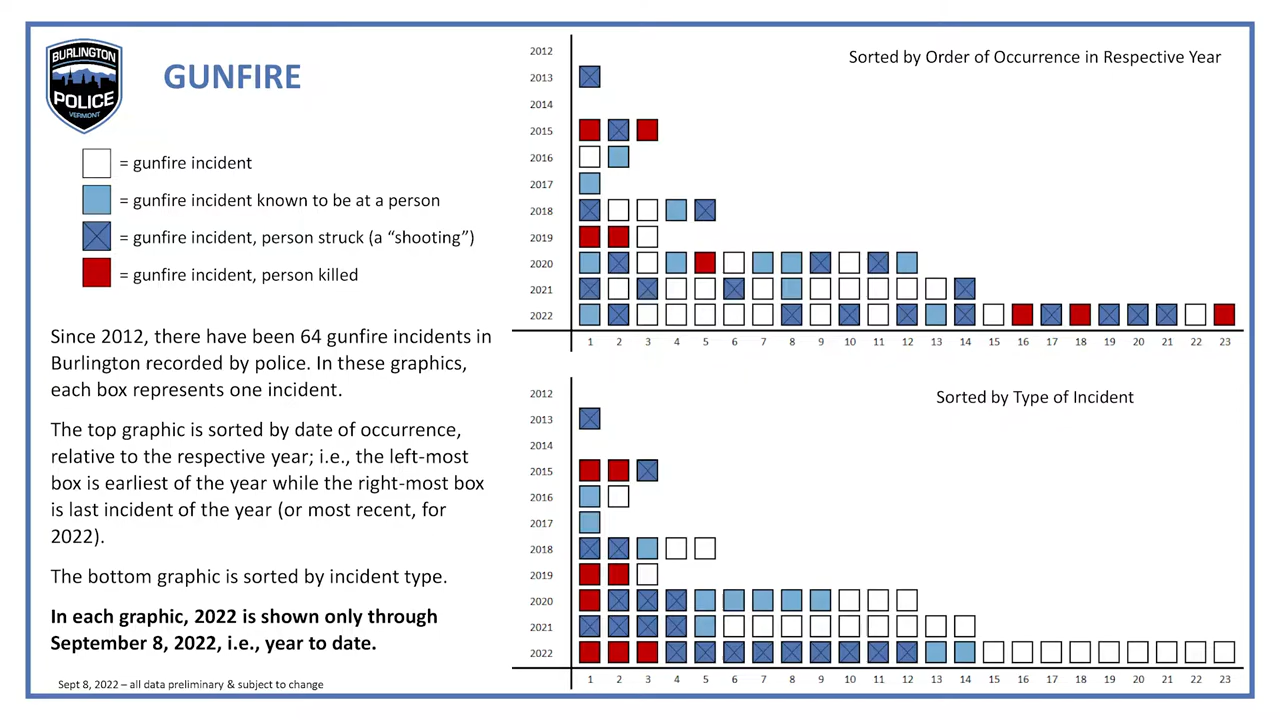 BURLINGTON
POLICE
VERMONT
GUNFIRE
= gunfire incident
= gunfire incident known to be at a person
= gunfire incident, person struck (a “shooting”)
= gunfire incident, person killed
Since 2012, there have been 64 gunfire incidents in
Burlington recorded by police. In these graphics,
each box represents one incident.
The top graphic is sorted by date of occurrence,
relative to the respective year; i.e., the left-most
box is earliest of the year while the right-most box
is last incident of the year (or most recent, for
2022).
The bottom graphic is sorted by incident type.
In each graphic, 2022 is shown only through
September 8, 2022, i.e., year to date.
Sept 8, 2022 – all data preliminary & subject to change
Sorted by Order of Occurrence in Respective Year
2012
2013
2014
2015
2016
2017
2018
2019
2020
2021
2022
1 2 3 4 5 6 7 8 9 10 11 12 13 14 15 16 17 18 19 20 21 22 23
Sorted by Type of Incident
2012
2013
2014
2015
2016
2017
2018
2019
2020
2021
2022
1 2 3 4 5 6 7 8 9 10 11 12 13 14 15 16 17 18 19 20 21 22 23